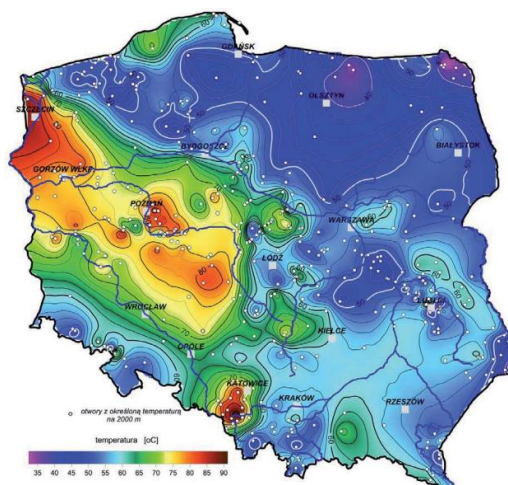 GDAŃSK
OLSZTYN
SZCZECIN
BYDGOSZCZ
BIAŁYSTOK
GORZÓW WLKP.
POZNAŃ
WARSZAWA
ŁÓDŹ
LUBLIN
WROCŁAW
KIELCE
OPOLE
KATOWICE
KRAKÓW
RZESZÓW
otwory z określoną temperaturą
na 2000 m
temperatura [oC]
35 40 45 50 55 60 65 70 75 80 85 90